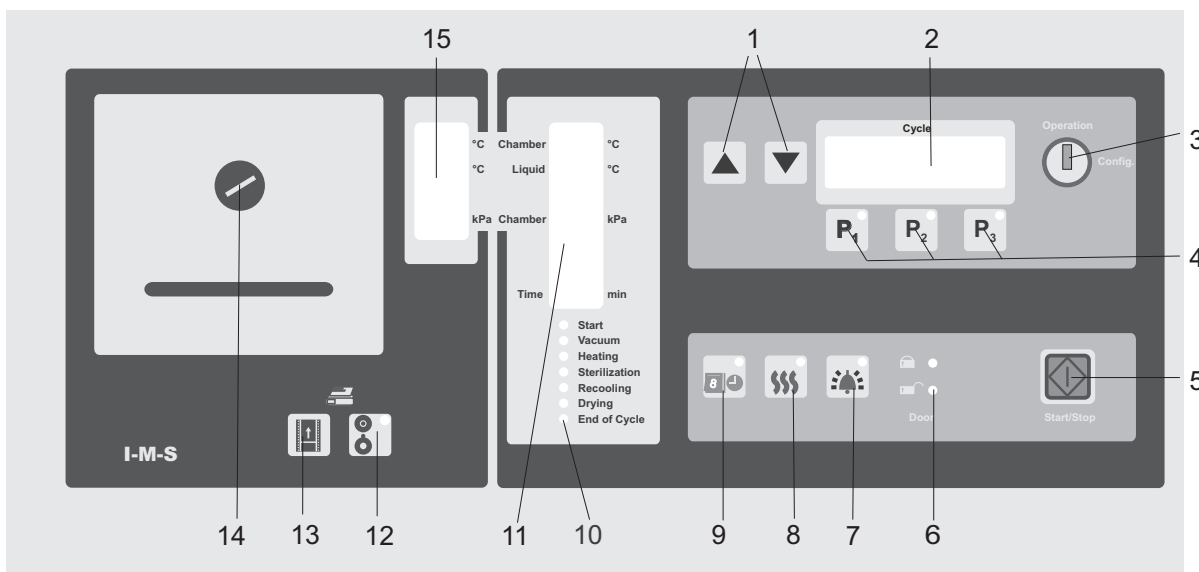 15
1
2
3
Cycle
Operation
Config.
°C Chamber °C
°C Liquid °C
kPa Chamber kPa
P1 P2 P3
4
Time min
Start
Vacuum
Heating
Sterilization
Recooling
Drying
End of Cycle
8
Door
Start/Stop
5
I-M-S
14
13
12
11
10
9
8
7
6